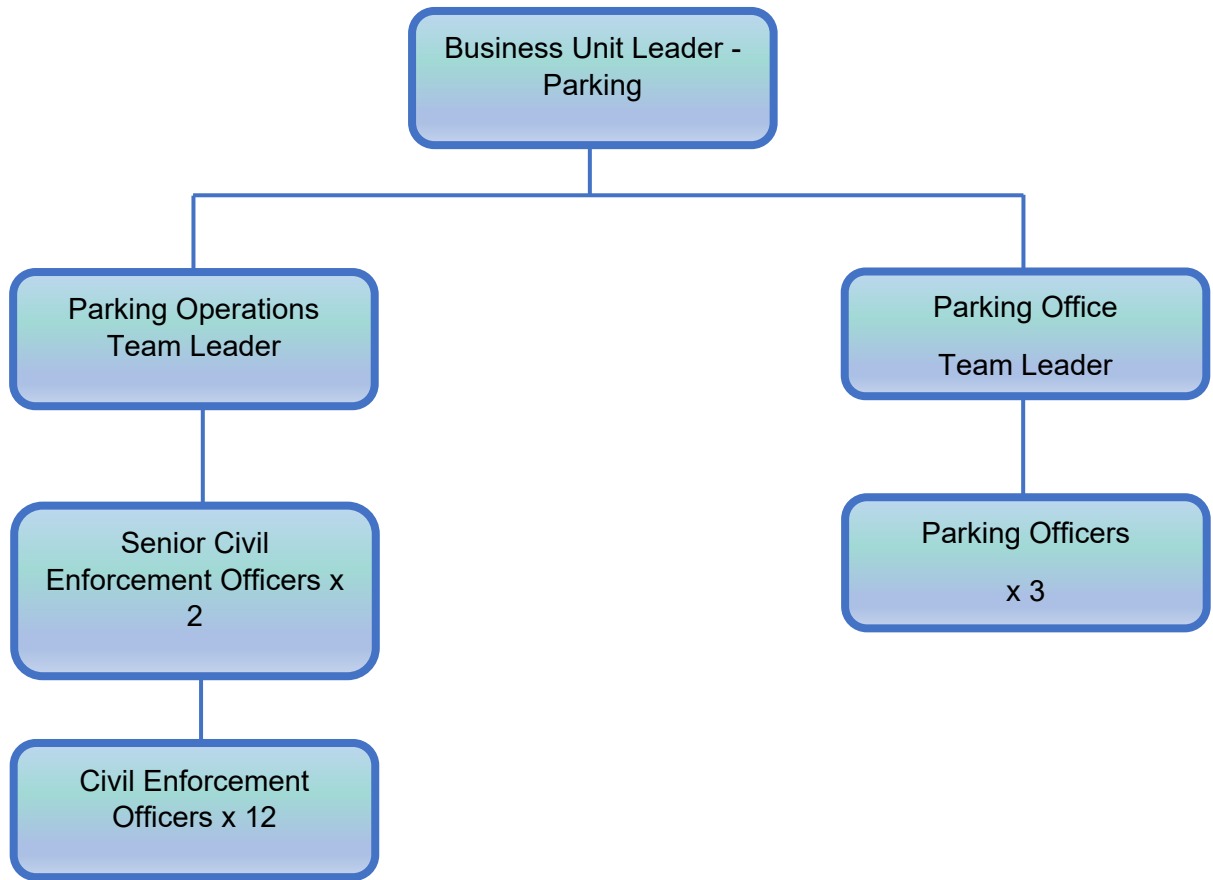 Business Unit Leader -
Parking
Parking Operations
Team Leader
Parking Office
Team Leader
Senior Civil
Enforcement Officers x
2
Parking Officers
x 3
Civil Enforcement
Officers x 12